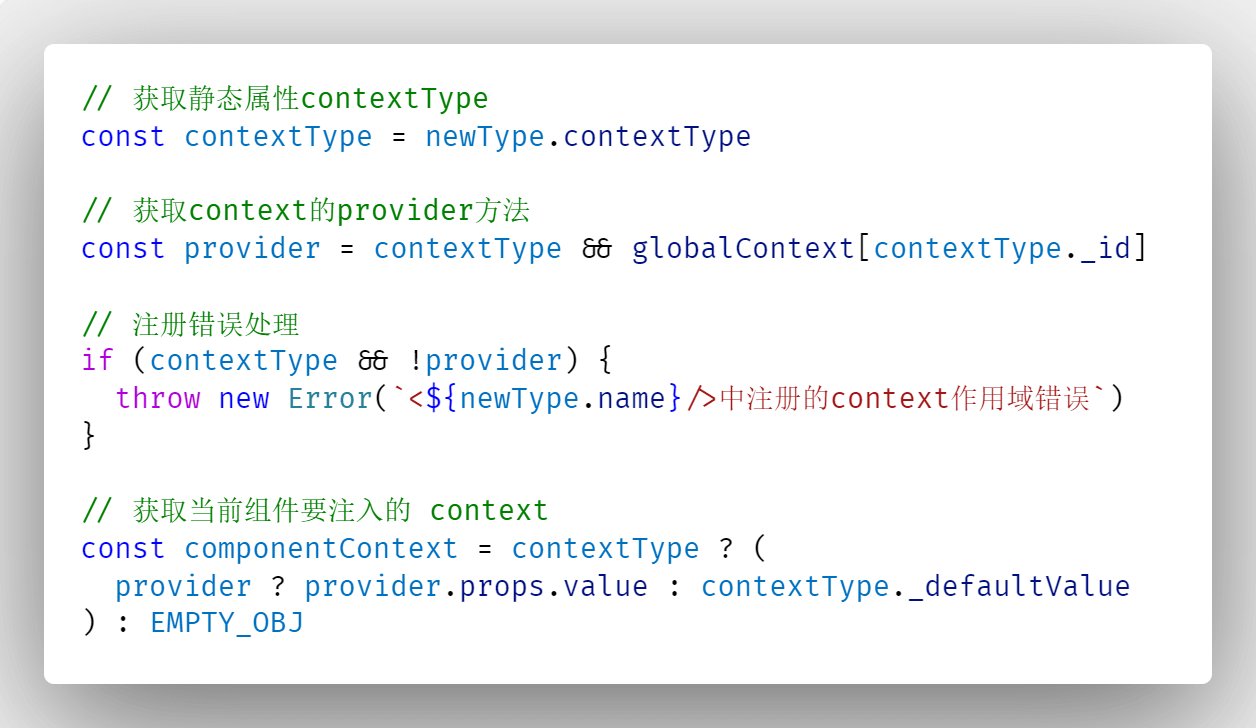 // 获取静态属性contextType
const contextType = newType.contextType
// 获取context的provider方法
const provider = contextType && globalContext[contextType._id]
// 注册错误处理
if (contextType && !provider) {
throw new Error(`<${newType.name}/>中注册的context作用域错误`)
}
// 获取当前组件要注入的 context
const componentContext = contextType ? (
provider ? provider.props.value : contextType._defaultValue
) : EMPTY_OBJ